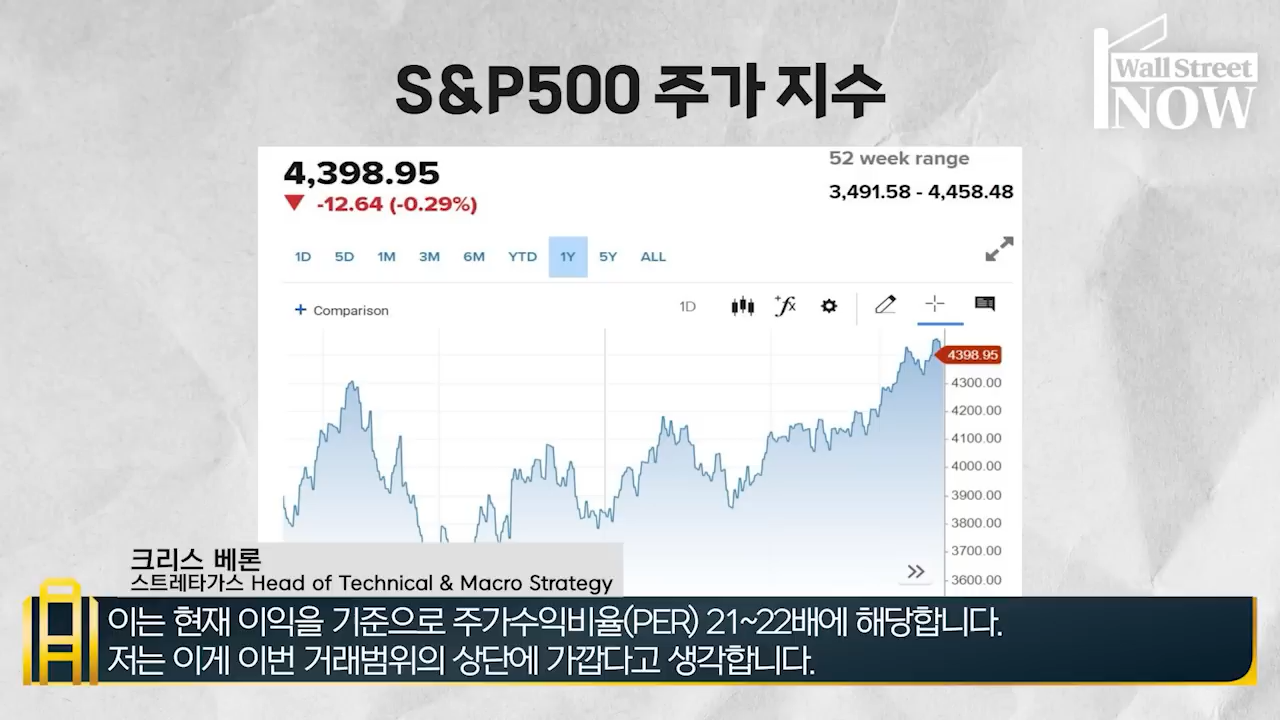 S&P500 주가 지수
Wall Street
NOW
4,398.95
▼ -12.64 (-0.29%)
52 week range
3,491.58 - 4,458.48
1D 5D 1M 3M 6M YTD 1Y 5Y ALL
+ Comparison
1D
+fx
4398.95
4300.00
4200.00
4100.00
4000.00
3900.00
3800.00
3700.00
3600.00
크리스 베론
스트레타가스 Head of Technical & Macro Strategy
이는 현재 이익을 기준으로 주가수익비율(PER) 21~22배에 해당합니다.
저는 이게 이번 거래범위의 상단에 가깝다고 생각합니다.